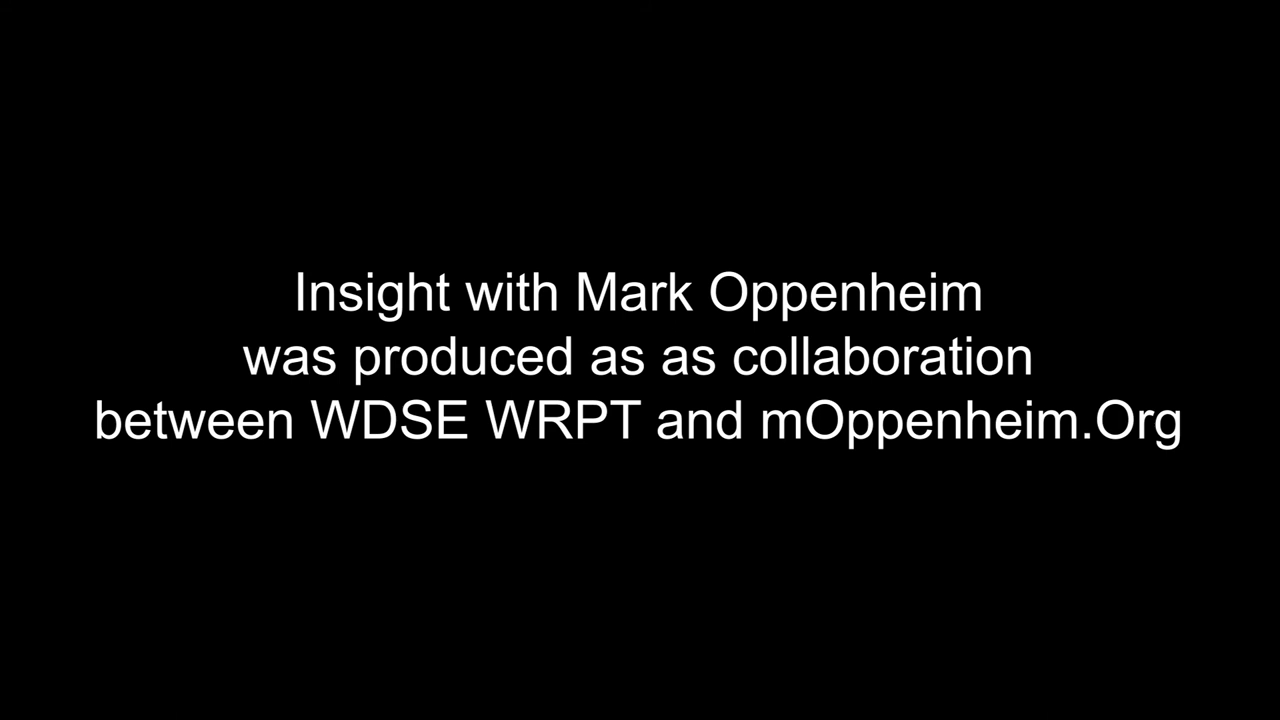 Insight with Mark Oppenheim
was produced as as collaboration
between WDSE WRPT and mOppenheim.Org